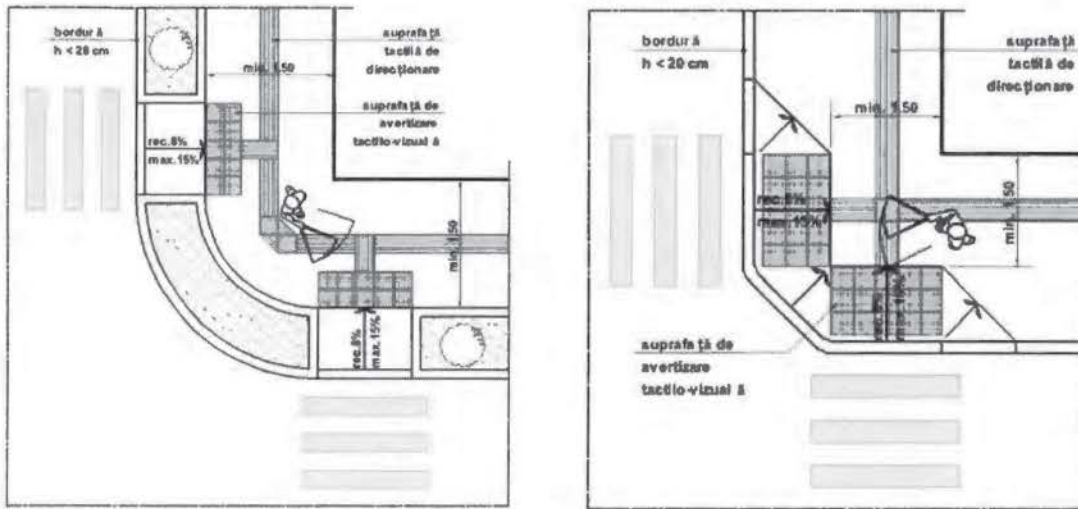 bordură
h < 20 cm
suprafață
tactilă de
direcționare
min. 1.50
suprafață de
avertizare
tactilo-vizuală
rec.8%
max.15%
min. 1.50
rec.8%
max.15%
bordură
h < 20 cm
suprafață
tactilă de
direcționare
min. 1.50
rec.8%
max. 15%
min. 1.50
rec.8%
max. 15%
suprafață de
avertizare
tactilo-vizuală